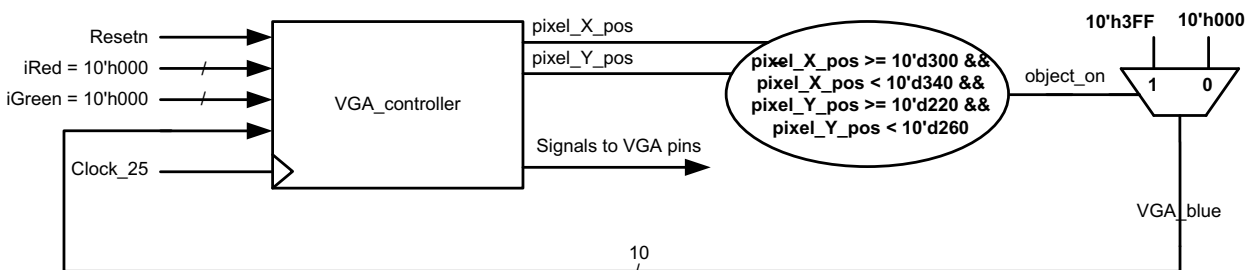 10'h3FF 10'h000
Resetn
iRed = 10'h000
iGreen = 10'h000
Clock_25
VGA_controller
pixel_X_pos
pixel_Y_pos
Signals to VGA pins
pixel_X_pos >= 10'd300 &&
pixel_X_pos < 10'd340 &&
pixel_Y_pos >= 10'd220 &&
pixel_Y_pos < 10'd260
object_on
1 0
VGA_blue
10